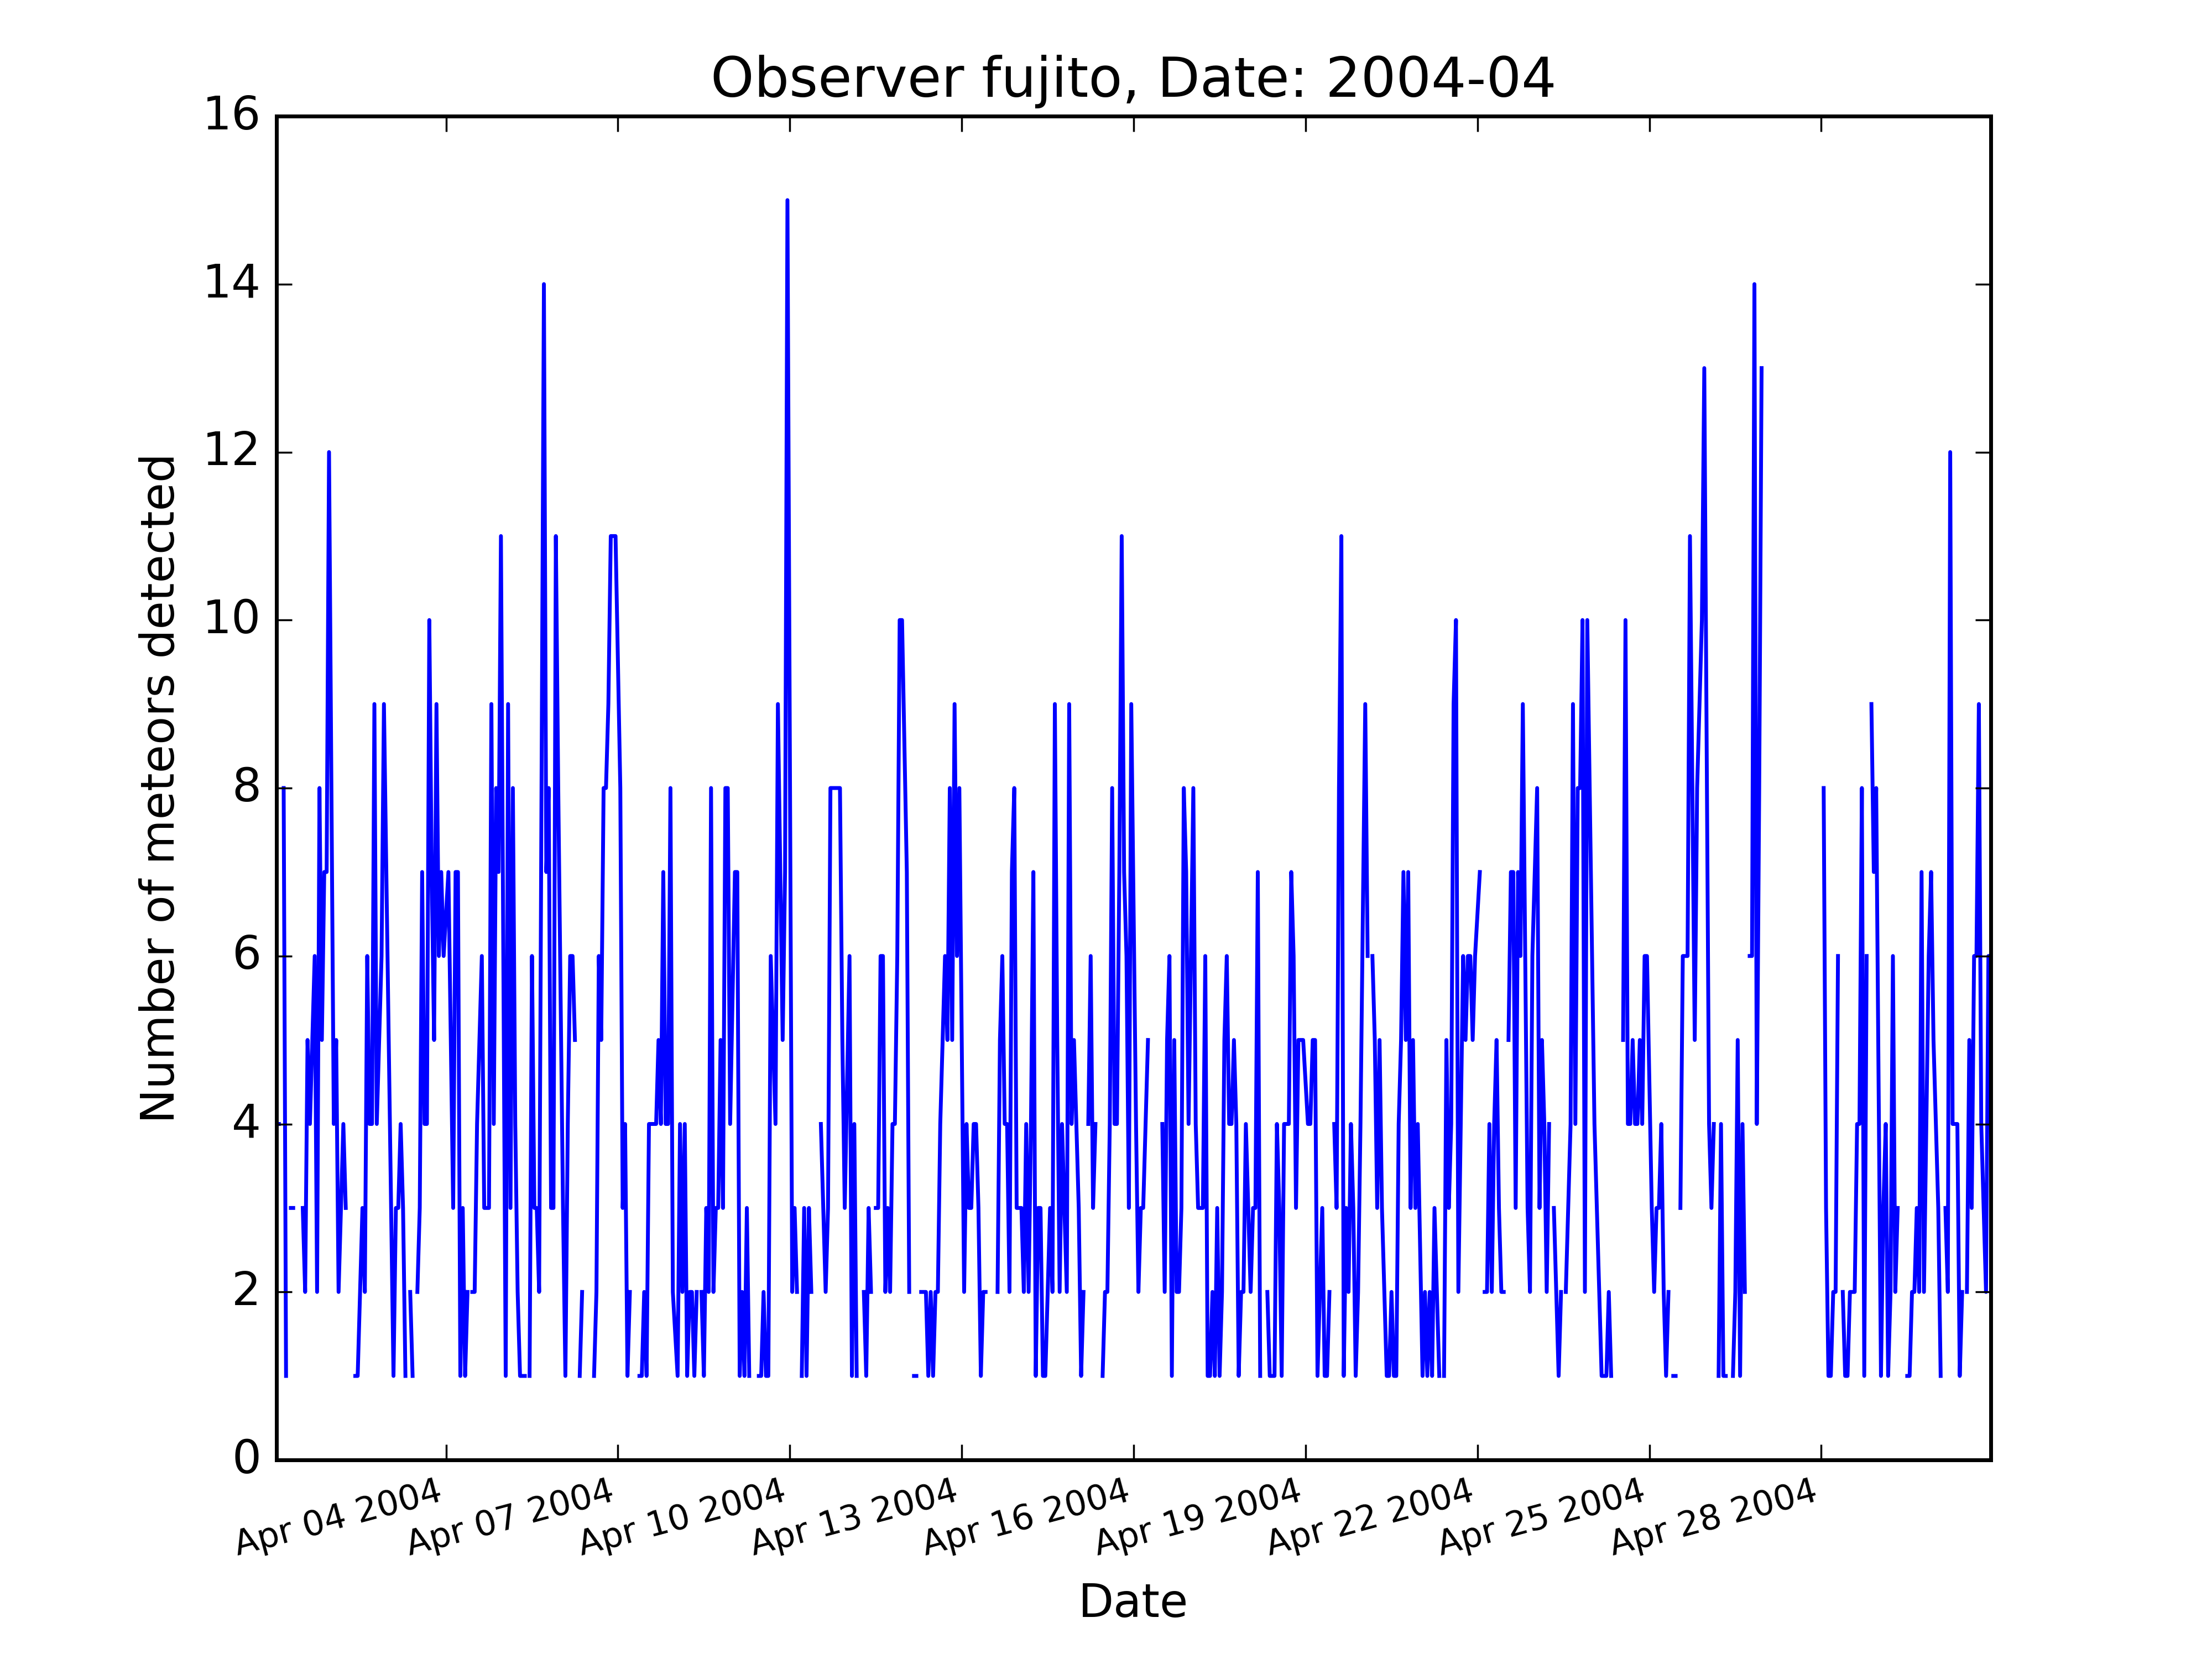 Observer fujito, Date: 2004-04
Number of meteors detected
16
14
12
10
8
6
4
2
0
Apr 04 2004
Apr 07 2004
Apr 10 2004
Apr 13 2004
Apr 16 2004
Apr 19 2004
Apr 22 2004
Apr 25 2004
Apr 28 2004
Date